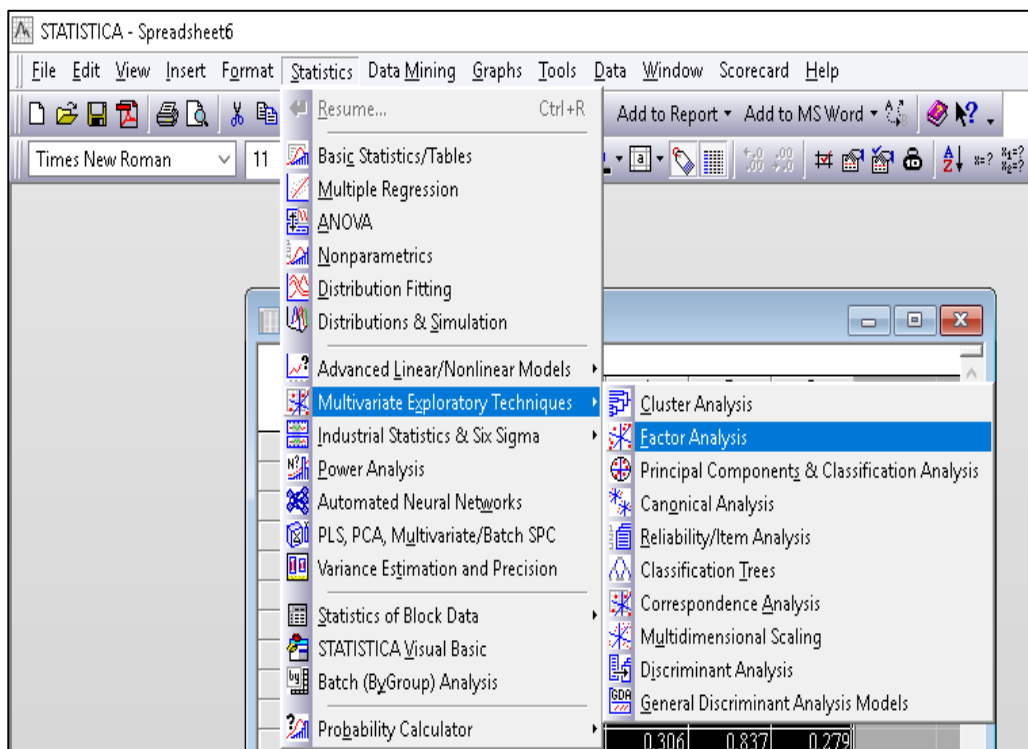 STATISTICA - Spreadsheet6
File Edit View Insert Format Statistics Data Mining Graphs Tools Data Window Scorecard Help
Add to Report Add to MS Word
Times New Roman 11
Resume... Ctrl+R
Basic Statistics/Tables
Multiple Regression
ANOVA
Nonparametrics
Distribution Fitting
Distributions & Simulation
Advanced Linear/Nonlinear Models
Multivariate Exploratory Techniques
Industrial Statistics & Six Sigma
Power Analysis
Automated Neural Networks
PLS, PCA, Multivariate/Batch SPC
Variance Estimation and Precision
Statistics of Block Data
STATISTICA Visual Basic
Batch (ByGroup) Analysis
Probability Calculator
Cluster Analysis
Factor Analysis
Principal Components & Classification Analysis
Canonical Analysis
Reliability/Item Analysis
Classification Trees
Correspondence Analysis
Multidimensional Scaling
Discriminant Analysis
General Discriminant Analysis Models
0.306 0.837 0.279